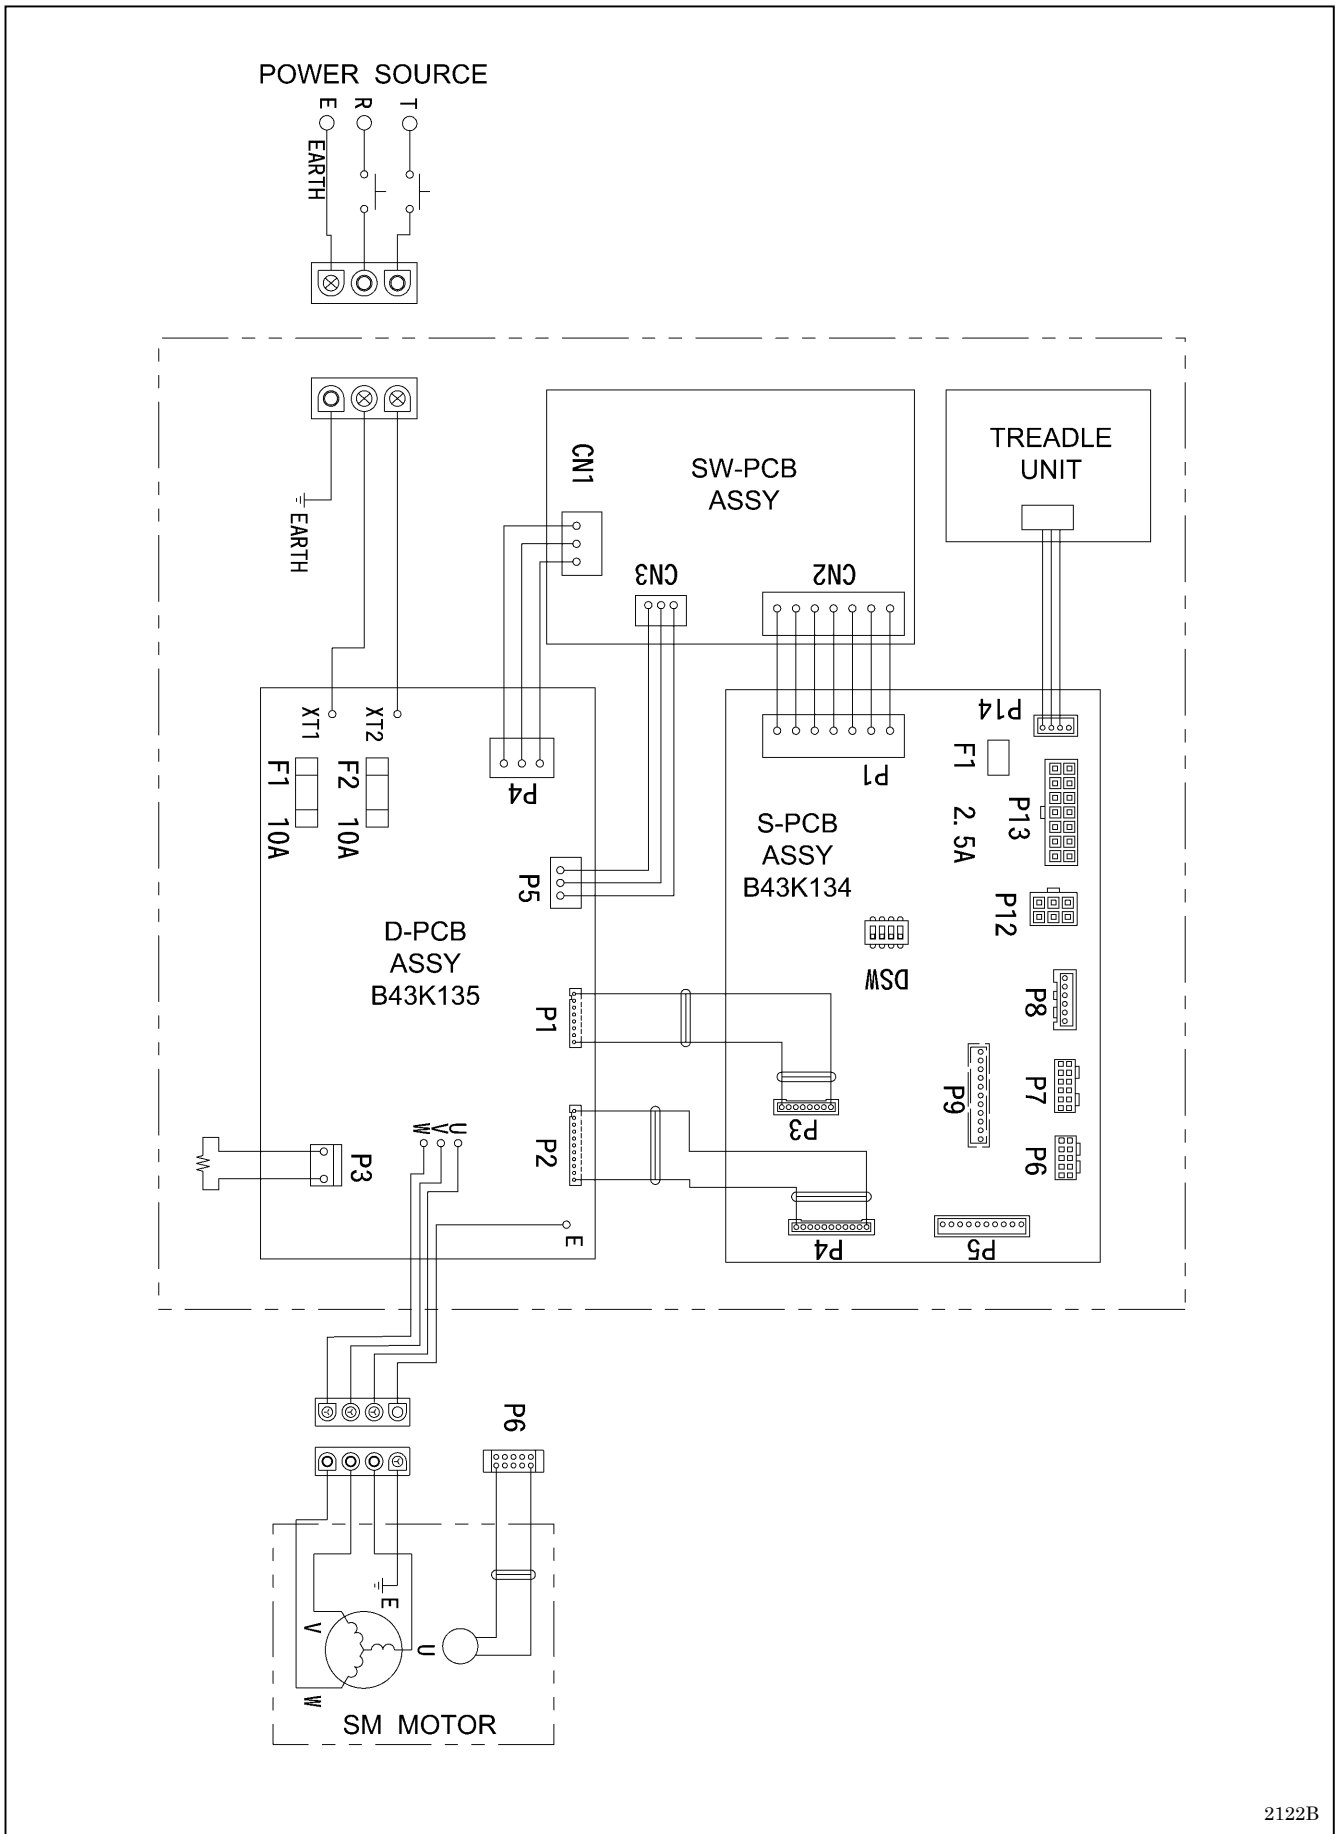 POWER SOURCE
E
R
T
EARTH
EARTH
CN1
SW-PCB
ASSY
CN3
CN2
TREADLE
UNIT
XT1
XT2
F1 10A
F2 10A
P4
P5
D-PCB
ASSY
B43K135
P1
P2
P3
W
V
U
E
P14
P1
F1 2.5A
P13
S-PCB
ASSY
B43K134
P12
DSW
P8
P9
P7
P6
P3
P4
P5
P6
E
V
U
W
SM MOTOR
2122B